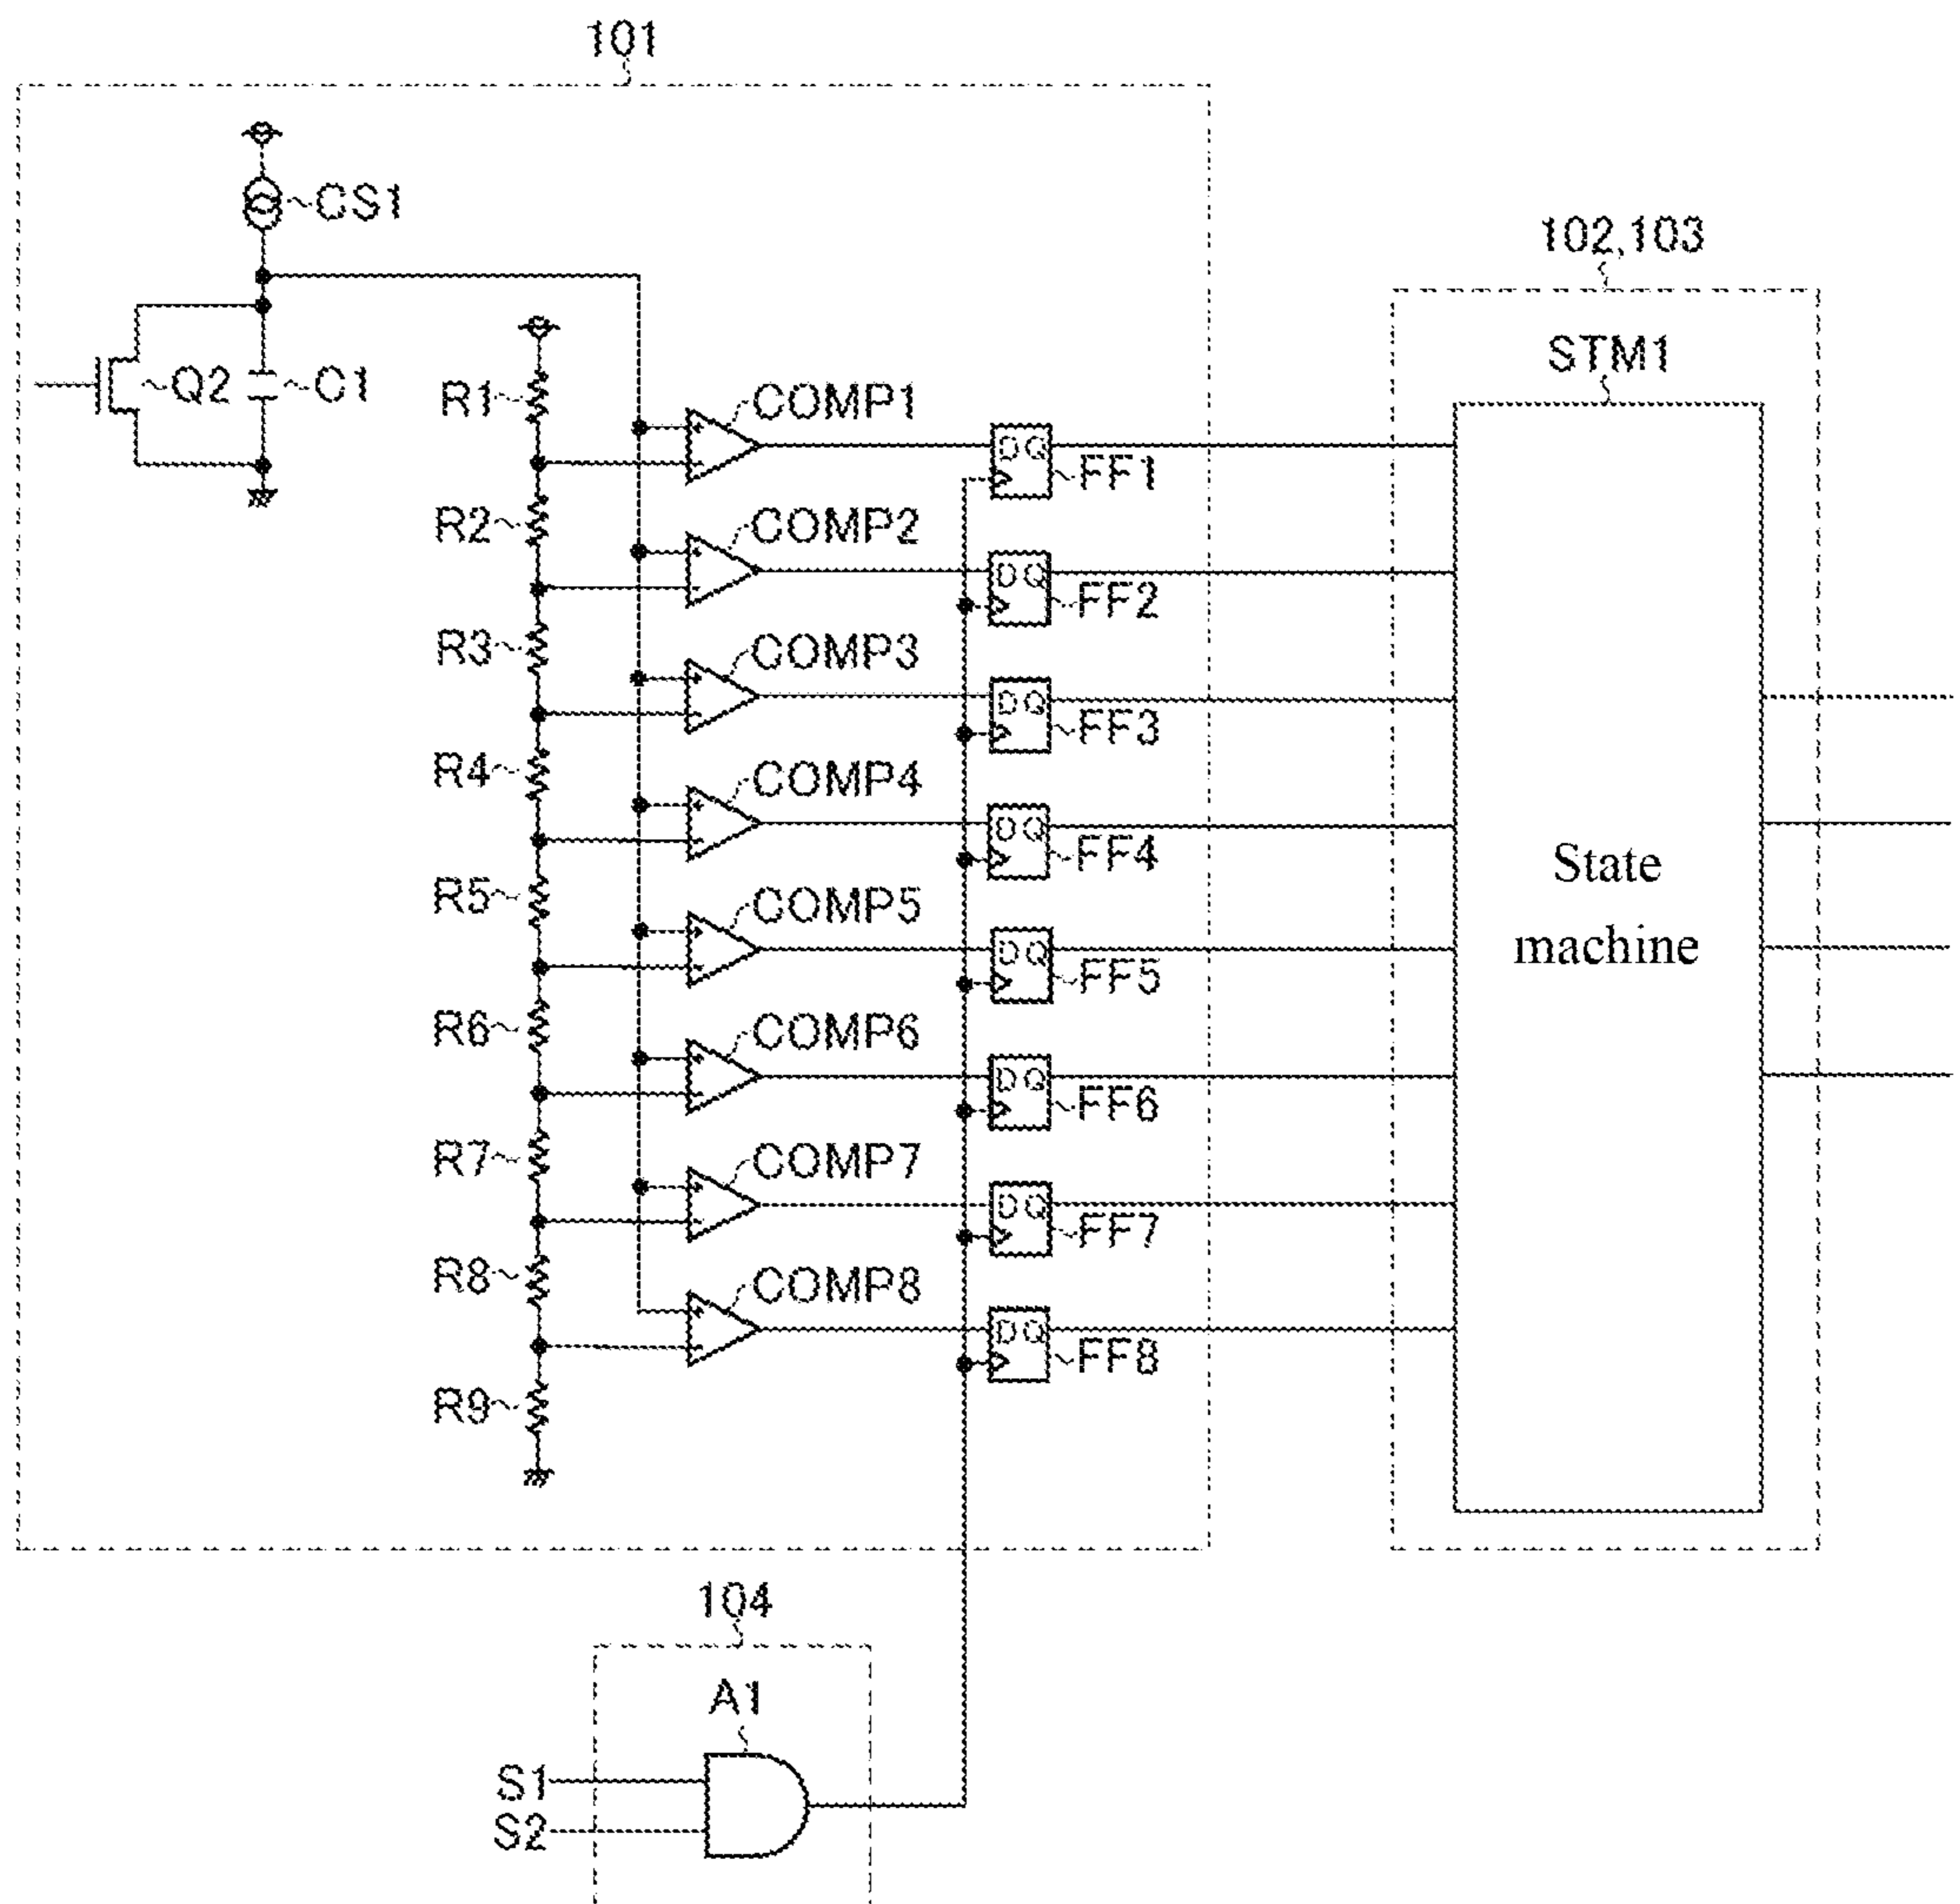 101
CS1
102,103
STM1
Q2
C1
R1
COMP1
D Q
FF1
R2
COMP2
D Q
FF2
R3
COMP3
D Q
FF3
R4
COMP4
D Q
FF4
State
machine
R5
COMP5
D Q
FF5
R6
COMP6
D Q
FF6
R7
COMP7
D Q
FF7
R8
COMP8
D Q
FF8
R9
104
A1
S1
S2